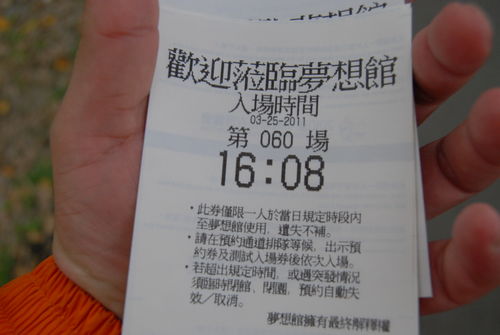 歡迎蒞臨夢想館
入場時間
03-25-2011
第 060 場
16:08
・此券僅限一人於當日規定時段內
至夢想館使用，遺失不補。
・請在預約通道排隊等候，出示預
約券及測試入場券後依次入場。
・若超出規定時間，或遇突發情況
須臨時閉館、閉園，預約自動失
效／取消。
夢想館擁有最終解釋權